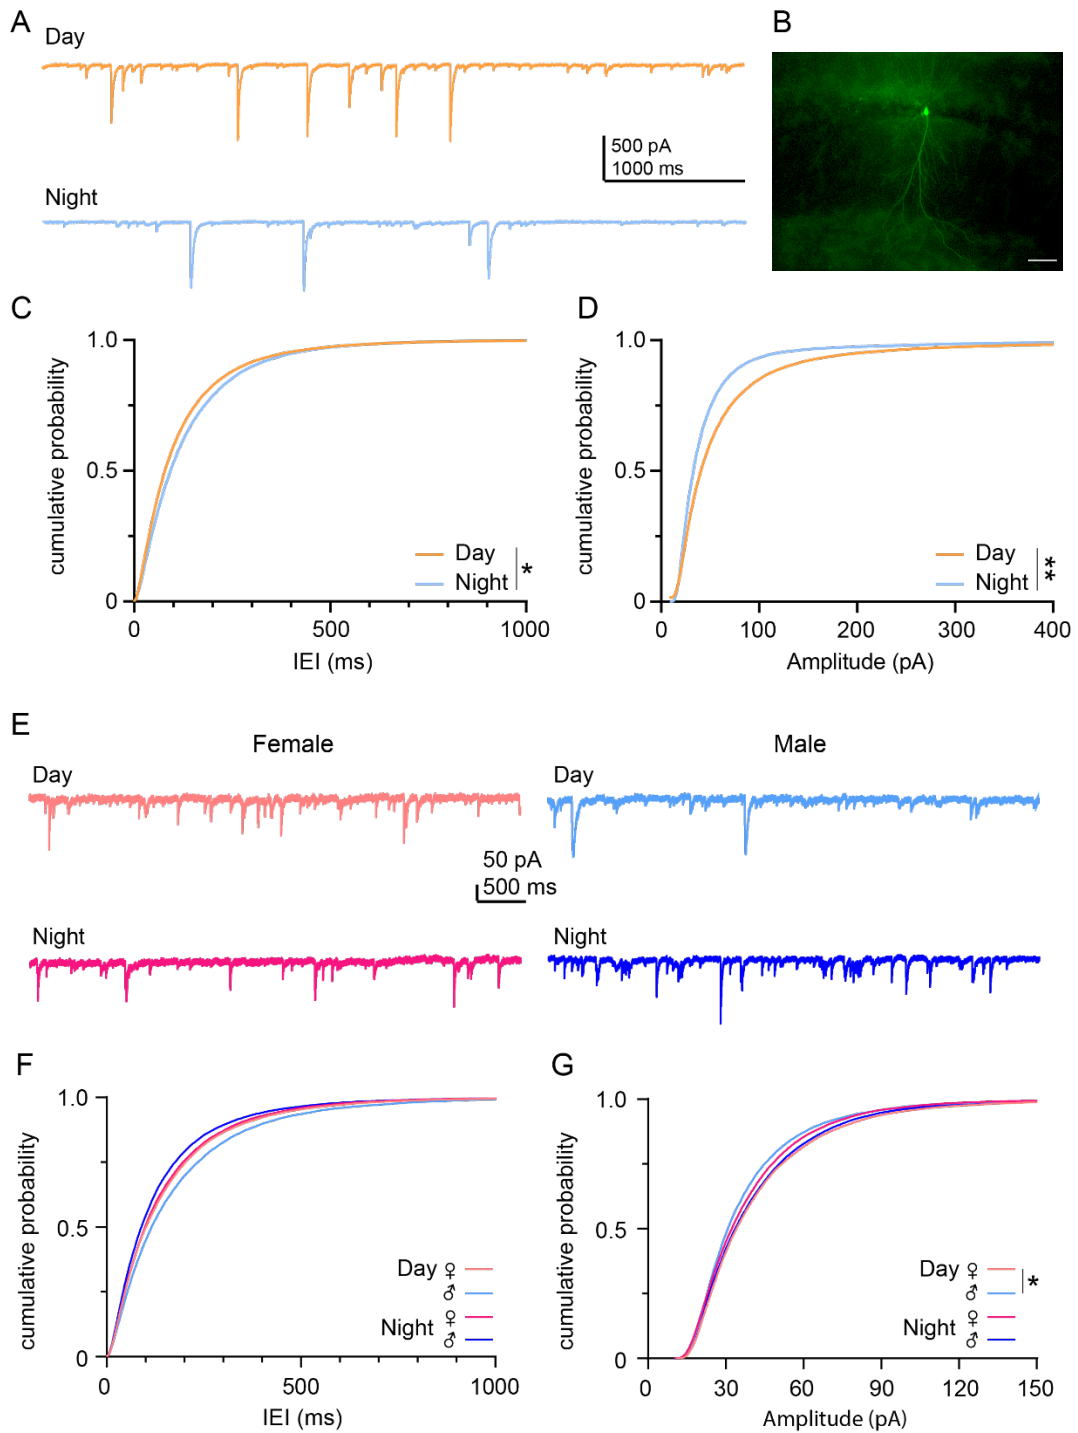 A
Day
500 pA
1000 ms
Night
B
C
cumulative probability
1.0
0.5
0
0
500
1000
IEI (ms)
Day
Night
*
D
cumulative probability
1.0
0.5
0
0
100
200
300
400
Amplitude (pA)
Day
Night
**
E
Female
Male
Day
Day
50 pA
500 ms
Night
Night
F
cumulative probability
1.0
0.5
0
0
500
1000
IEI (ms)
Day ♀
♂
Night ♀
♂
G
cumulative probability
1.0
0.5
0
0
30
60
90
120
150
Amplitude (pA)
Day ♀
♂
*
Night ♀
♂